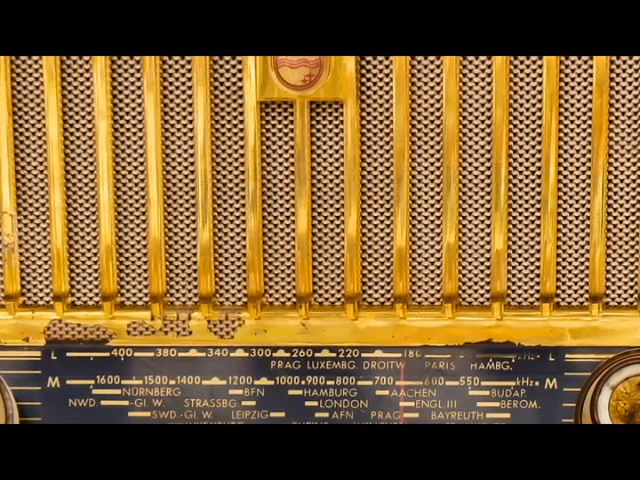 L 400 380 340 300 260 220 180 L
PRAG LUXEMBG. DROITW PARIS HAMBG.
M 1600 1500 1400 1200 1000 900 800 700 600 550 kHz M
NÜRNBERG BFN HAMBURG AACHEN BUDAP.
NWD. GI. W. STRASSBG LONDON ENGL.III BEROM.
SWD.-GI. W. LEIPZIG AFN PRAG BAYREUTH